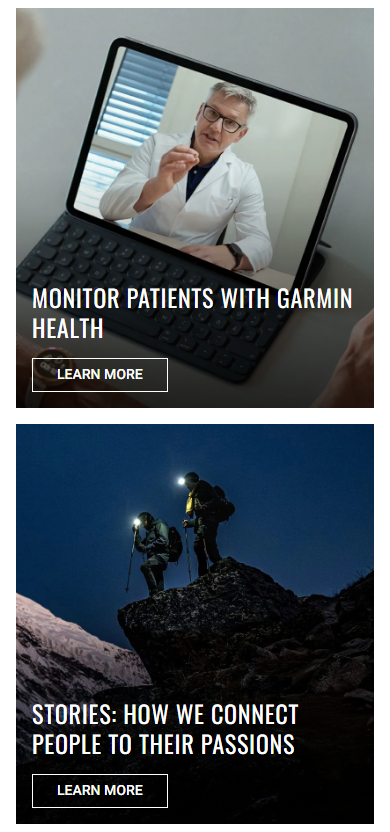 MONITOR PATIENTS WITH GARMIN
HEALTH
LEARN MORE
STORIES: HOW WE CONNECT
PEOPLE TO THEIR PASSIONS
LEARN MORE